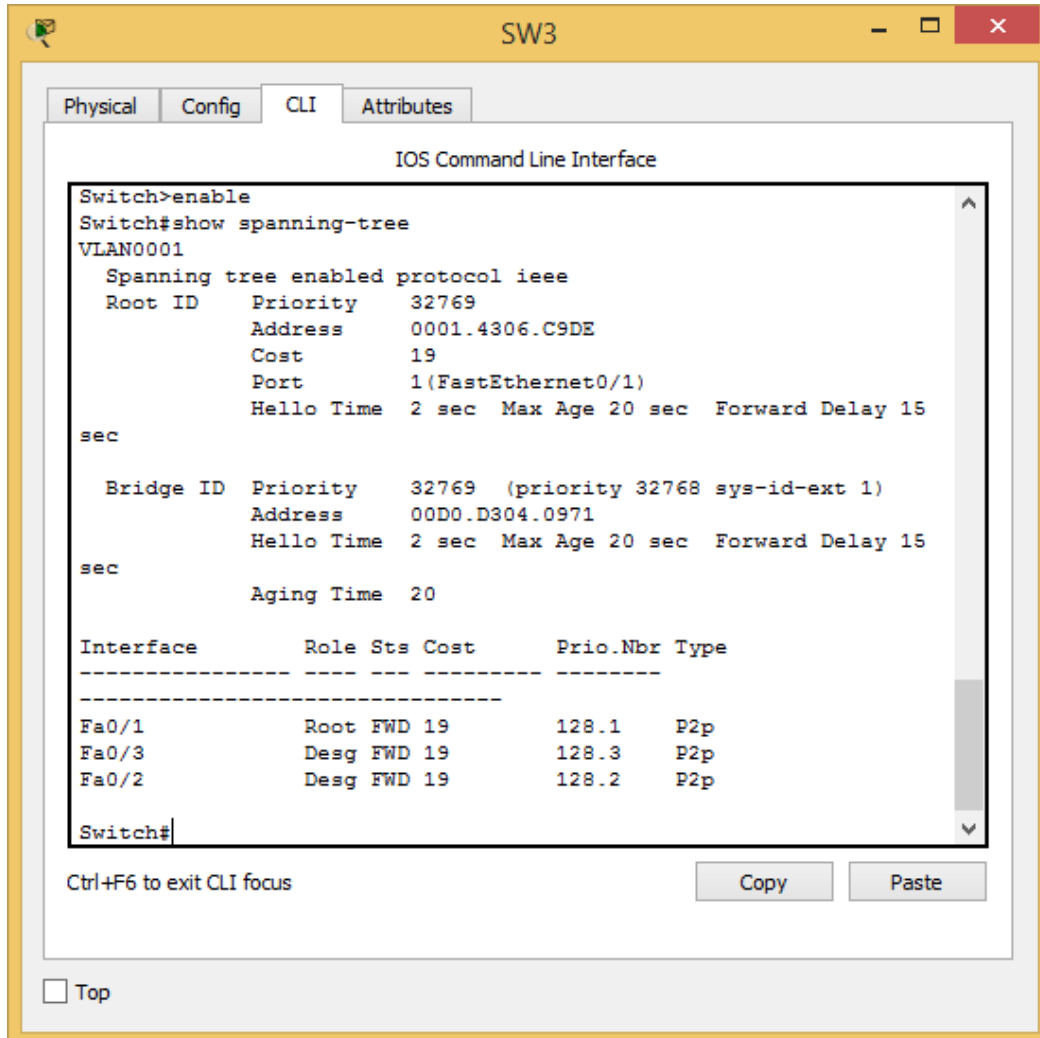 SW3
Physical Config CLI Attributes
IOS Command Line Interface
Switch>enable
Switch#show spanning-tree
VLAN0001
  Spanning tree enabled protocol ieee
  Root ID    Priority    32769
             Address     0001.4306.C9DE
             Cost        19
             Port        1(FastEthernet0/1)
             Hello Time  2 sec  Max Age 20 sec  Forward Delay 15
sec

  Bridge ID  Priority    32769  (priority 32768 sys-id-ext 1)
             Address     00D0.D304.0971
             Hello Time  2 sec  Max Age 20 sec  Forward Delay 15
sec
             Aging Time  20

Interface        Role Sts Cost      Prio.Nbr Type
---------------- ---- --- --------- --------
--------------------------------
Fa0/1            Root FWD 19        128.1    P2p
Fa0/3            Desg FWD 19        128.3    P2p
Fa0/2            Desg FWD 19        128.2    P2p

Switch#
Ctrl+F6 to exit CLI focus
Copy Paste
Top